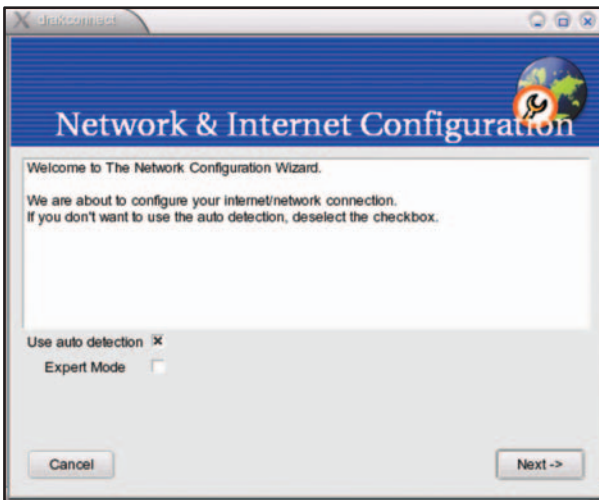 drakconnect
Network & Internet Configuration
Welcome to The Network Configuration Wizard.
We are about to configure your internet/network connection.
If you don't want to use the auto detection, deselect the checkbox.
Use auto detection
Expert Mode
Cancel
Next ->